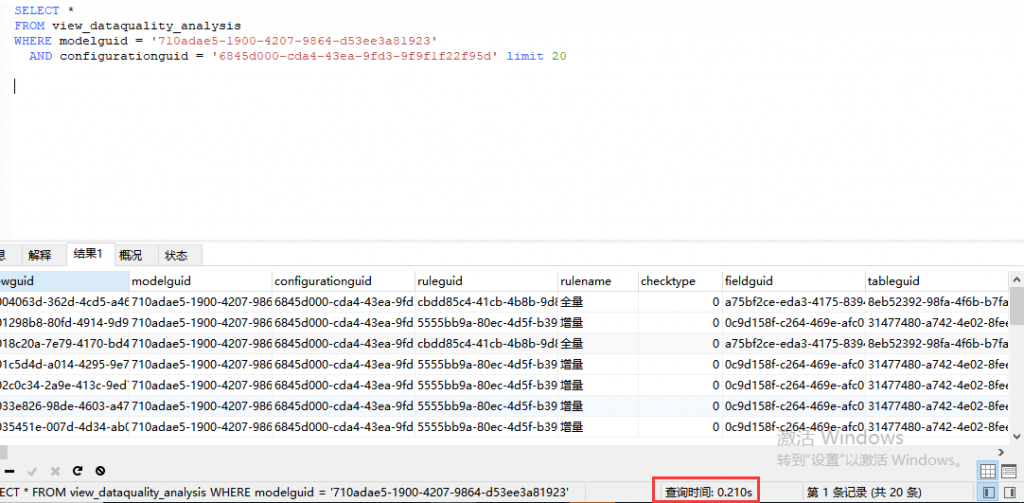 SELECT *
FROM view_dataquality_analysis
WHERE modelguid = '710adae5-1900-4207-9864-d53ee3a81923'
AND configurationguid = '6845d000-cda4-43ea-9fd3-9f9f1f22f95d' limit 20
息 解释 结果1 概况 状态
wguid modelguid configurationguid ruleguid rulename checktype fieldguid tableguid
004063d-362d-4cd5-a46 710adae5-1900-4207-986 6845d000-cda4-43ea-9fd cbdd85c4-41cb-4b8b-9d8 全量 0 a75bf2ce-eda3-4175-839 8eb52392-98fa-4f6b-b7fa
01298b8-80fd-4914-9d9 710adae5-1900-4207-986 6845d000-cda4-43ea-9fd 5555bb9a-80ec-4d5f-b39 增量 0 0c9d158f-c264-469e-afc0 31477480-a742-4e02-8fee
018c20a-7e79-4170-bd4 710adae5-1900-4207-986 6845d000-cda4-43ea-9fd cbdd85c4-41cb-4b8b-9d8 全量 0 a75bf2ce-eda3-4175-839 8eb52392-98fa-4f6b-b7fa
01c5d4d-a014-4295-9e7 710adae5-1900-4207-986 6845d000-cda4-43ea-9fd 5555bb9a-80ec-4d5f-b39 增量 0 0c9d158f-c264-469e-afc0 31477480-a742-4e02-8fee
02c0c34-2a9e-413c-9ed 710adae5-1900-4207-986 6845d000-cda4-43ea-9fd 5555bb9a-80ec-4d5f-b39 增量 0 0c9d158f-c264-469e-afc0 31477480-a742-4e02-8fee
033e826-98de-4603-a47 710adae5-1900-4207-986 6845d000-cda4-43ea-9fd 5555bb9a-80ec-4d5f-b39 增量 0 0c9d158f-c264-469e-afc0 31477480-a742-4e02-8fee
035451e-007d-4d34-ab0 710adae5-1900-4207-986 6845d000-cda4-43ea-9fd 5555bb9a-80ec-4d5f-b39 增量 0 0c9d158f-c264-469e-afc0 31477480-a742-4e02-8fee
激活 Windows
转到"设置"以激活 Windows。
ECT * FROM view_dataquality_analysis WHERE modelguid = '710adae5-1900-4207-9864-d53ee3a81923' 查询时间: 0.210s 第 1 条记录 (共 20 条)